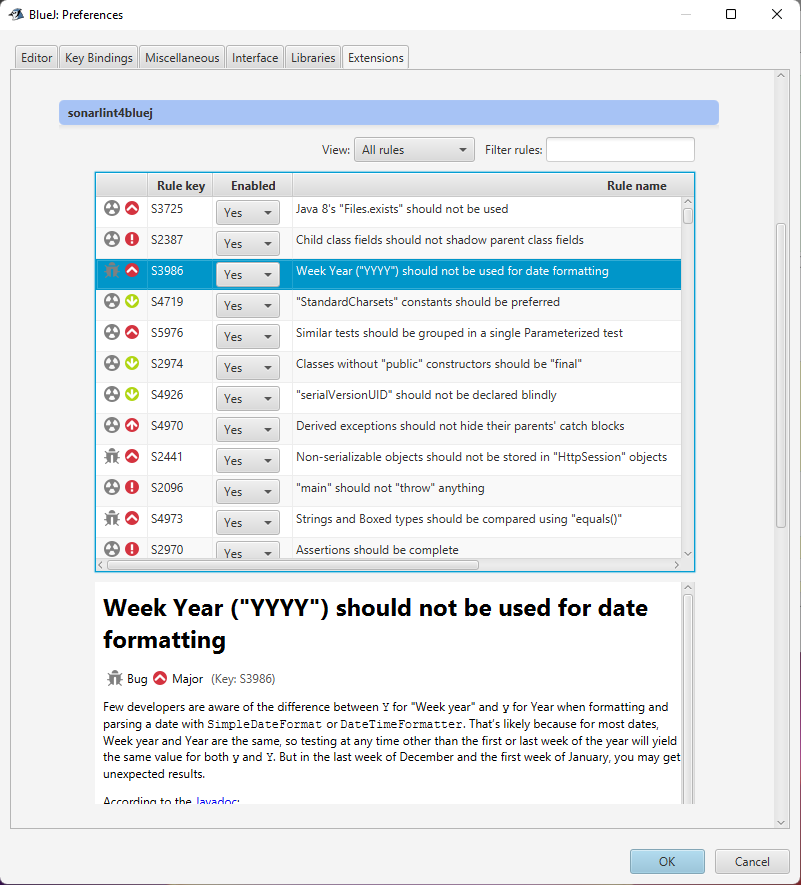 BlueJ: Preferences
Editor Key Bindings Miscellaneous Interface Libraries Extensions
sonarlint4bluej
View: All rules Filter rules:
Rule key Enabled Rule name
S3725 Yes Java 8's "Files.exists" should not be used
S2387 Yes Child class fields should not shadow parent class fields
S3986 Yes Week Year ("YYYY") should not be used for date formatting
S4719 Yes "StandardCharsets" constants should be preferred
S5976 Yes Similar tests should be grouped in a single Parameterized test
S2974 Yes Classes without "public" constructors should be "final"
S4926 Yes "serialVersionUID" should not be declared blindly
S4970 Yes Derived exceptions should not hide their parents' catch blocks
S2441 Yes Non-serializable objects should not be stored in "HttpSession" objects
S2096 Yes "main" should not "throw" anything
S4973 Yes Strings and Boxed types should be compared using "equals()"
S2970 Yes Assertions should be complete
Week Year ("YYYY") should not be used for date
formatting
Bug Major (Key: S3986)
Few developers are aware of the difference between Y for "Week year" and y for Year when formatting and
parsing a date with SimpleDateFormat or DateTimeFormatter. That's likely because for most dates,
Week year and Year are the same, so testing at any time other than the first or last week of the year will yield
the same value for both y and Y. But in the last week of December and the first week of January, you may get
unexpected results.
According to the Javadoc:
OK Cancel